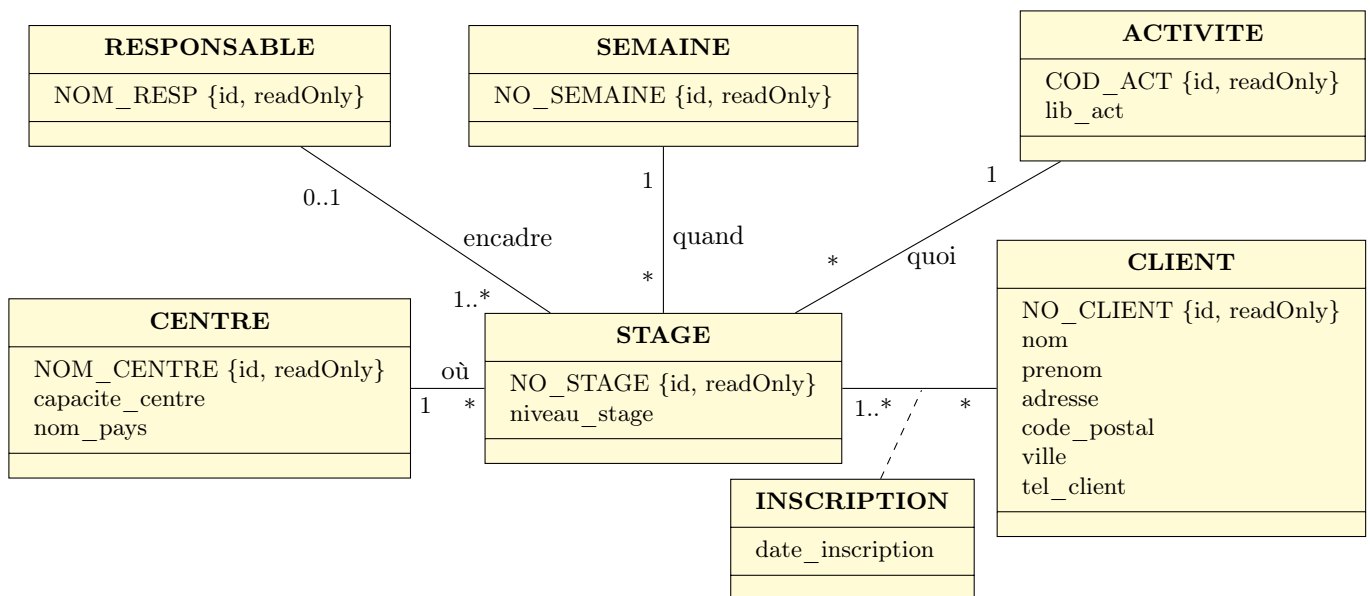 RESPONSABLE
NOM_RESP {id, readOnly}
SEMAINE
NO_SEMAINE {id, readOnly}
ACTIVITE
COD_ACT {id, readOnly}
lib_act
0..1
encadre
1..*
1
quand
*
1
*
quoi
CENTRE
NOM_CENTRE {id, readOnly}
capacite_centre
nom_pays
où
1
*
STAGE
NO_STAGE {id, readOnly}
niveau_stage
1..*
*
CLIENT
NO_CLIENT {id, readOnly}
nom
prenom
adresse
code_postal
ville
tel_client
INSCRIPTION
date_inscription